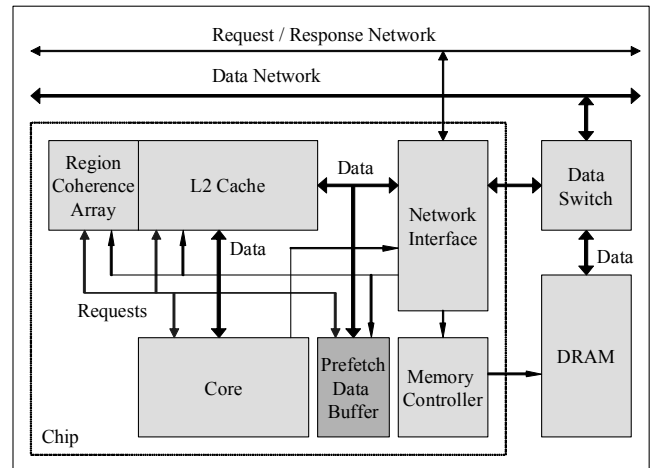 Request / Response Network
Data Network
Region
Coherence
Array
L2 Cache
Data
Network
Interface
Data
Switch
Data
Data
Requests
Core
Prefetch
Data
Buffer
Memory
Controller
DRAM
Chip